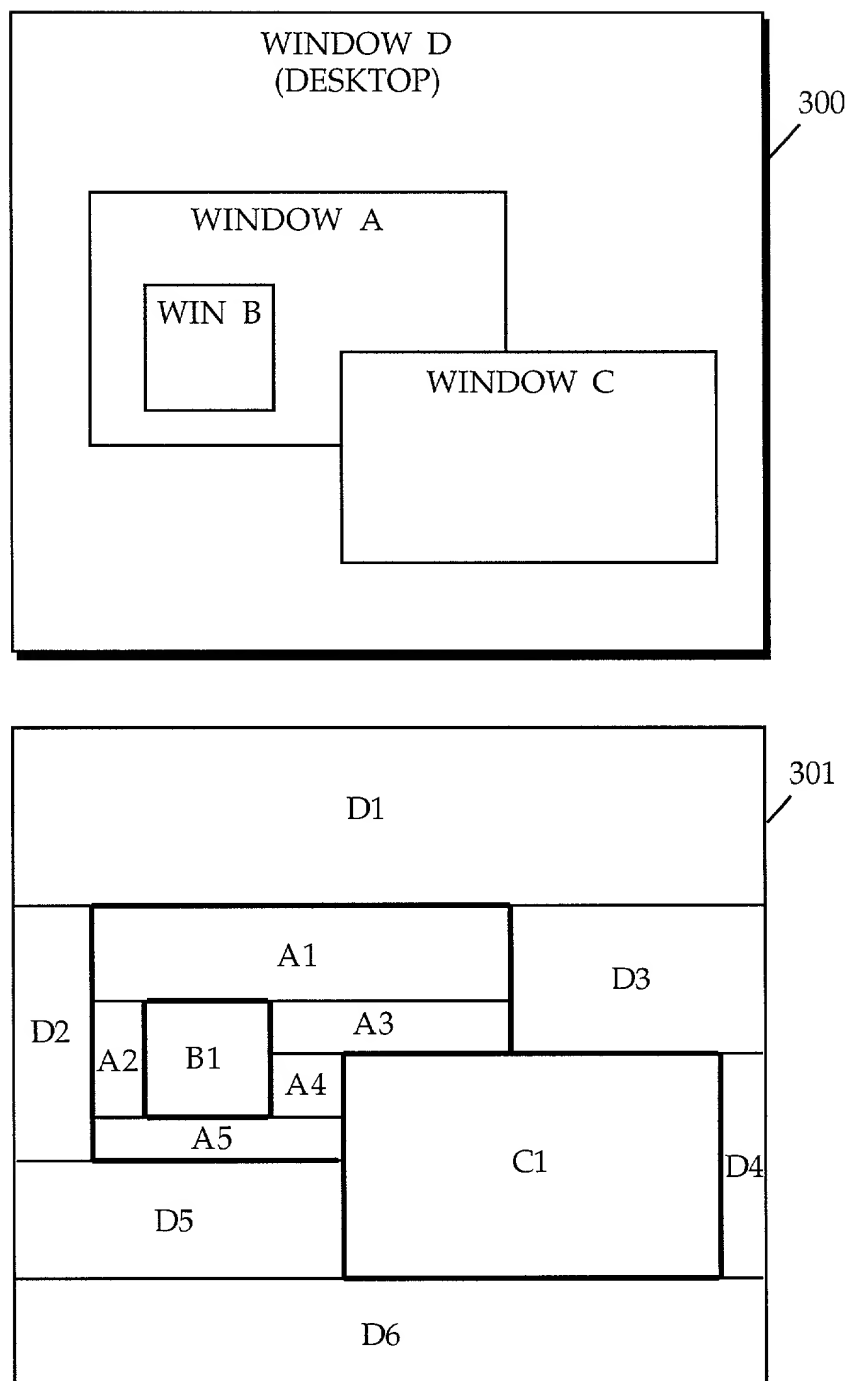 WINDOW D
(DESKTOP)
300
WINDOW A
WIN B
WINDOW C
301
D1
A1
D3
D2
A3
A2
B1
A4
A5
C1
D4
D5
D6